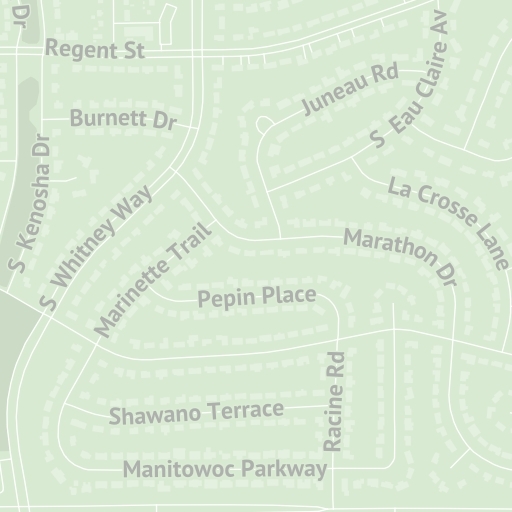 Dr
Regent St
Juneau Rd
S Eau Claire Av
Burnett Dr
S Kenosha Dr
La Crosse Lane
S Whitney Way
Marinette Trail
Marathon Dr
Pepin Place
Racine Rd
Shawano Terrace
Manitowoc Parkway